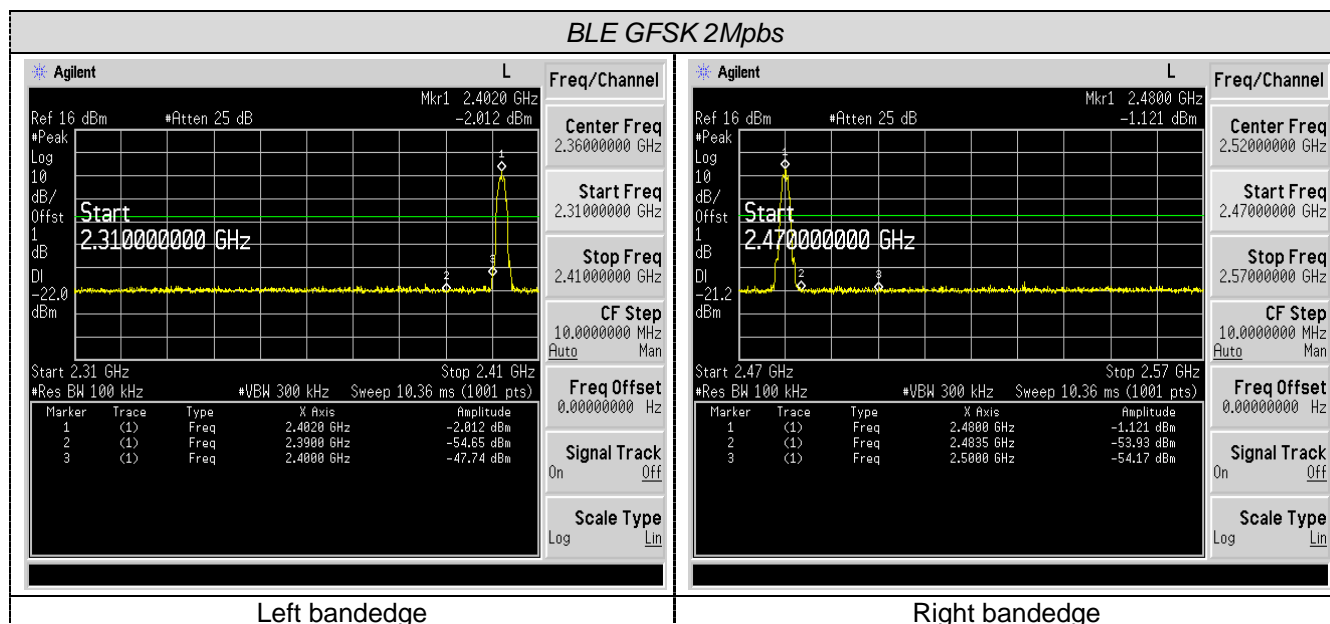 BLE GFSK 2Mpbs
Agilent L
Mkr1 2.4020 GHz
Ref 16 dBm #Atten 25 dB -2.012 dBm
#Peak
Log
10
dB/
Offst
1
dB
DI
-22.0
dBm
1
2
3
Start
2.310000000 GHz
Start 2.31 GHz Stop 2.41 GHz
#Res BW 100 kHz #VBW 300 kHz Sweep 10.36 ms (1001 pts)
Marker Trace Type X Axis Amplitude
1 (1) Freq 2.4020 GHz -2.012 dBm
2 (1) Freq 2.3900 GHz -54.65 dBm
3 (1) Freq 2.4000 GHz -47.74 dBm
Freq/Channel
Center Freq
2.36000000 GHz
Start Freq
2.31000000 GHz
Stop Freq
2.41000000 GHz
CF Step
10.0000000 MHz
Auto Man
Freq Offset
0.00000000 Hz
Signal Track
On Off
Scale Type
Log Lin
Left bandedge
Agilent L
Mkr1 2.4800 GHz
Ref 16 dBm #Atten 25 dB -1.121 dBm
#Peak
Log
10
dB/
Offst
1
dB
DI
-21.2
dBm
1
2
3
Start
2.470000000 GHz
Start 2.47 GHz Stop 2.57 GHz
#Res BW 100 kHz #VBW 300 kHz Sweep 10.36 ms (1001 pts)
Marker Trace Type X Axis Amplitude
1 (1) Freq 2.4800 GHz -1.121 dBm
2 (1) Freq 2.4835 GHz -53.93 dBm
3 (1) Freq 2.5000 GHz -54.17 dBm
Freq/Channel
Center Freq
2.52000000 GHz
Start Freq
2.47000000 GHz
Stop Freq
2.57000000 GHz
CF Step
10.0000000 MHz
Auto Man
Freq Offset
0.00000000 Hz
Signal Track
On Off
Scale Type
Log Lin
Right bandedge